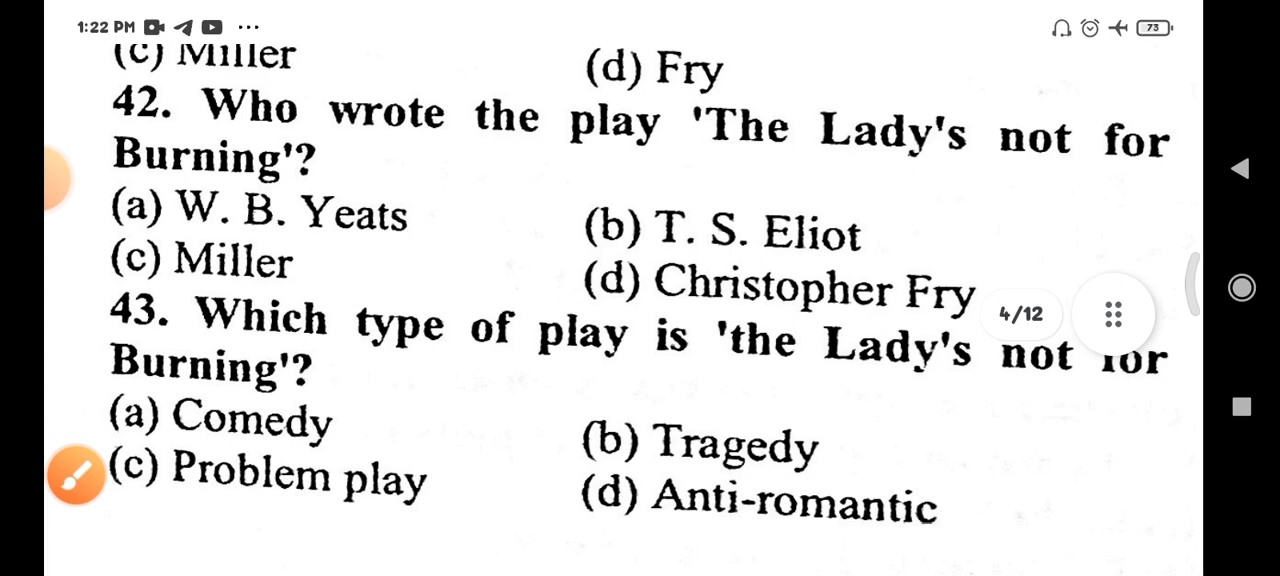 1:22 PM ...
73
(c) Miller (d) Fry
42. Who wrote the play 'The Lady's not for
Burning'?
(a) W. B. Yeats (b) T. S. Eliot
(c) Miller (d) Christopher Fry
4/12
43. Which type of play is 'the Lady's not for
Burning'?
(a) Comedy (b) Tragedy
(c) Problem play (d) Anti-romantic